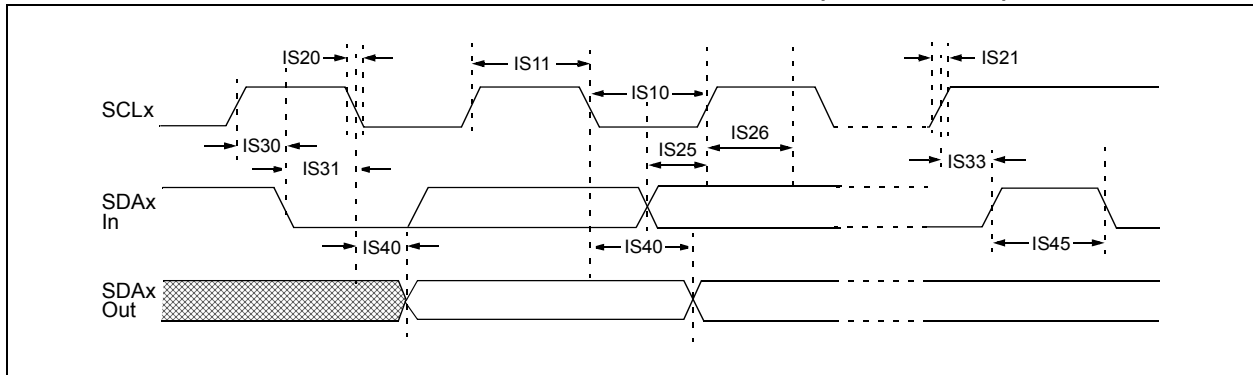 IS20
IS11
IS21
SCLx
IS10
IS26
IS30
IS25
IS31
IS33
SDAx
In
IS40
IS40
IS45
SDAx
Out